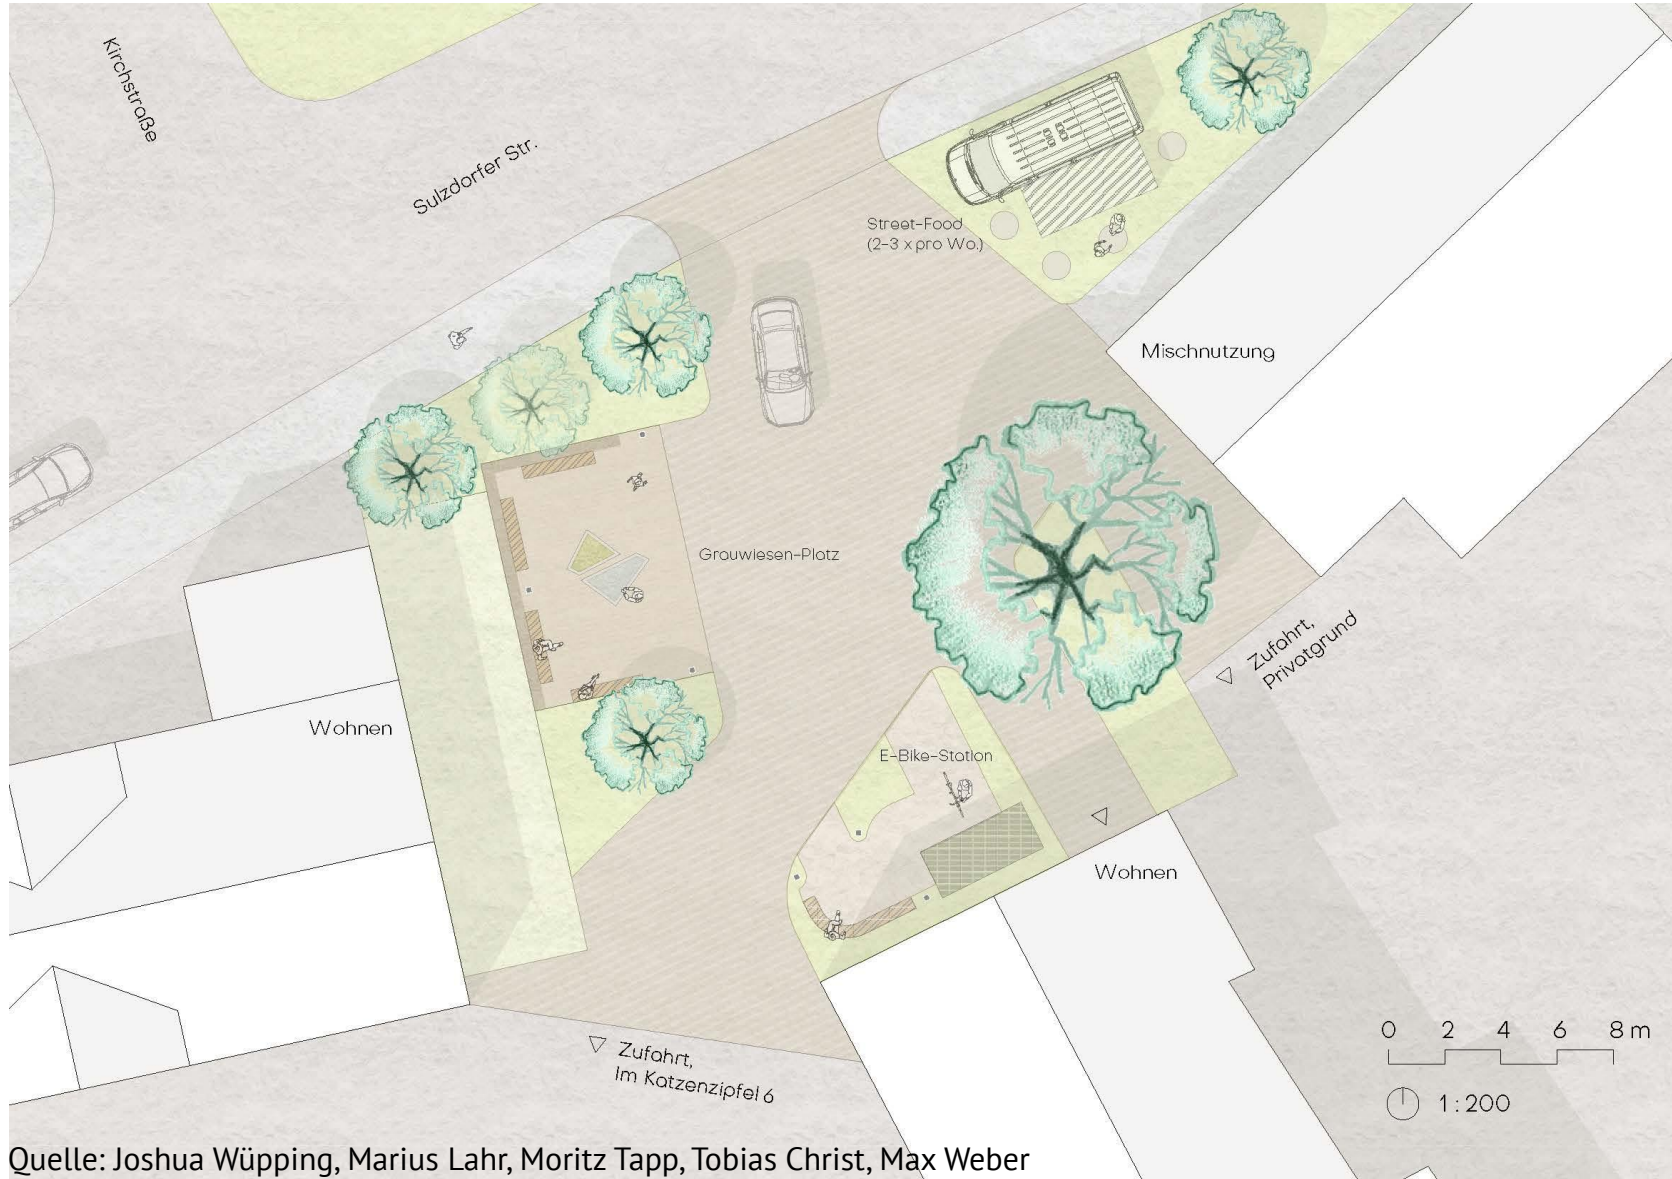 Kirchstraße
Sulzdorfer Str.
Street-Food
(2-3 x pro Wo.)
Mischnutzung
Grauwiesen-Platz
Zufahrt,
Privatgrund
Wohnen
E-Bike-Station
Wohnen
0 2 4 6 8 m
Zufahrt,
Im Katzenzipfel 6
1:200
Quelle: Joshua Wüpping, Marius Lahr, Moritz Tapp, Tobias Christ, Max Weber